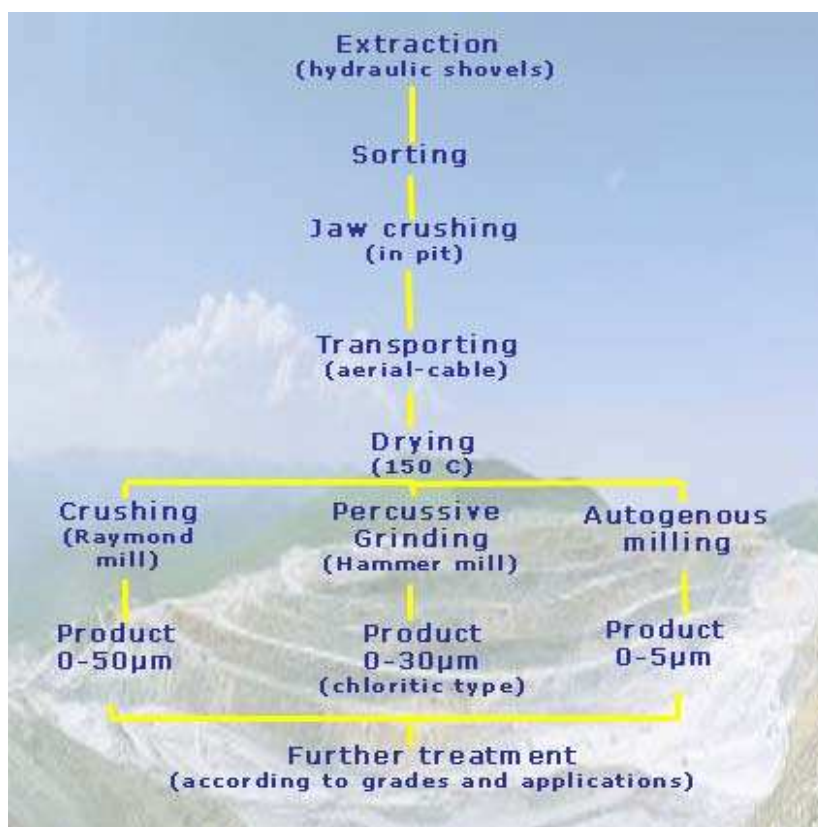 Extraction
(hydraulic shovels)
Sorting
Jaw crushing
(in pit)
Transporting
(aerial-cable)
Drying
(150 C)
Crushing
(Raymond
mill)
Percussive
Grinding
(Hammer mill)
Autogenous
milling
Product
0-50µm
Product
0-30µm
(chloritic type)
Product
0-5µm
Further treatment
(according to grades and applications)